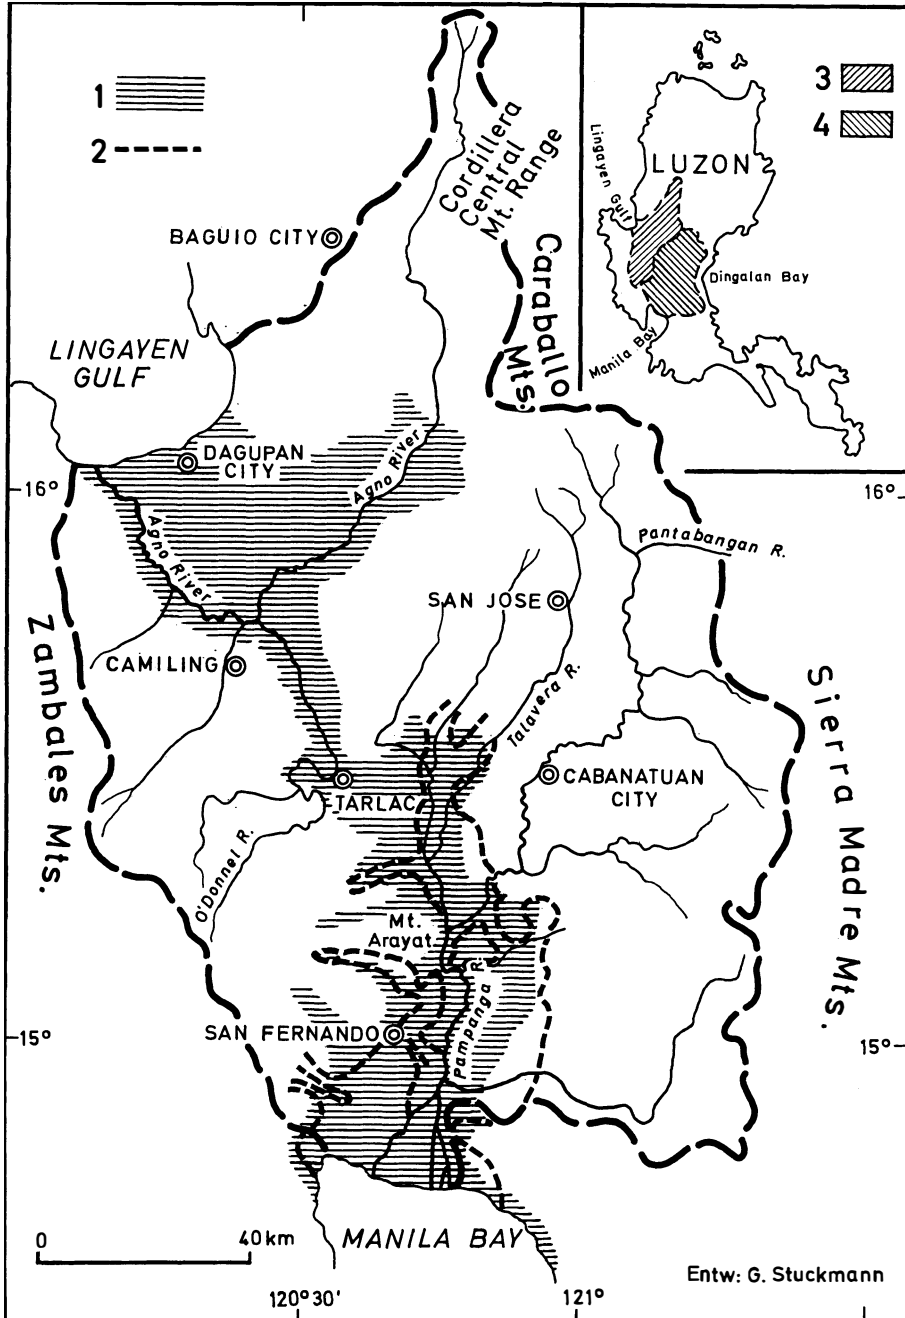 1
2
3
4
LUZON
Lingayen Gulf
Dingalan Bay
Manila Bay
Cordillera
Central
Mt. Range
BAGUIO CITY
Caraballo
Mts.
LINGAYEN
GULF
DAGUPAN
CITY
Agno River
16°
16°
Agno River
Pantabangan R.
SAN JOSE
Zambales Mts.
CAMILING
Talavera R.
Sierra Madre Mts.
TARLAC
CABANATUAN
CITY
O'Donnel R.
Mt.
Arayat
Pampanga R.
SAN FERNANDO
15°
15°
0 40 km
MANILA BAY
Entw: G. Stuckmann
120°30'
121°